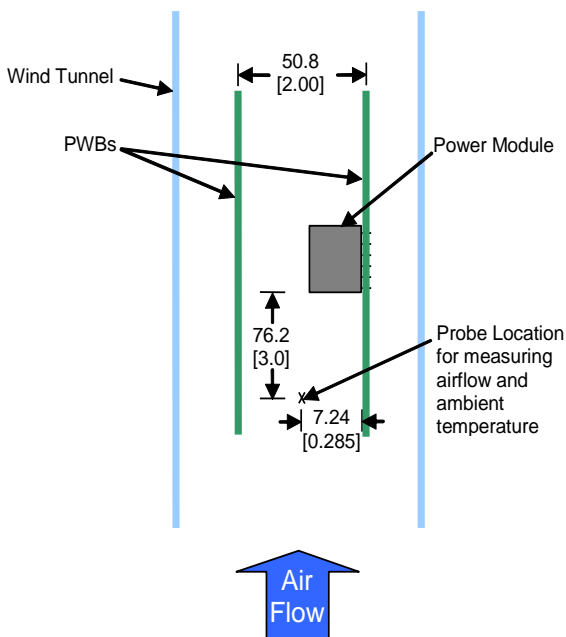 50.8
[2.00]
Wind Tunnel
PWBs
Power Module
76.2
[3.0]
Probe Location
for measuring
airflow and
ambient
temperature
x
7.24
[0.285]
Air
Flow